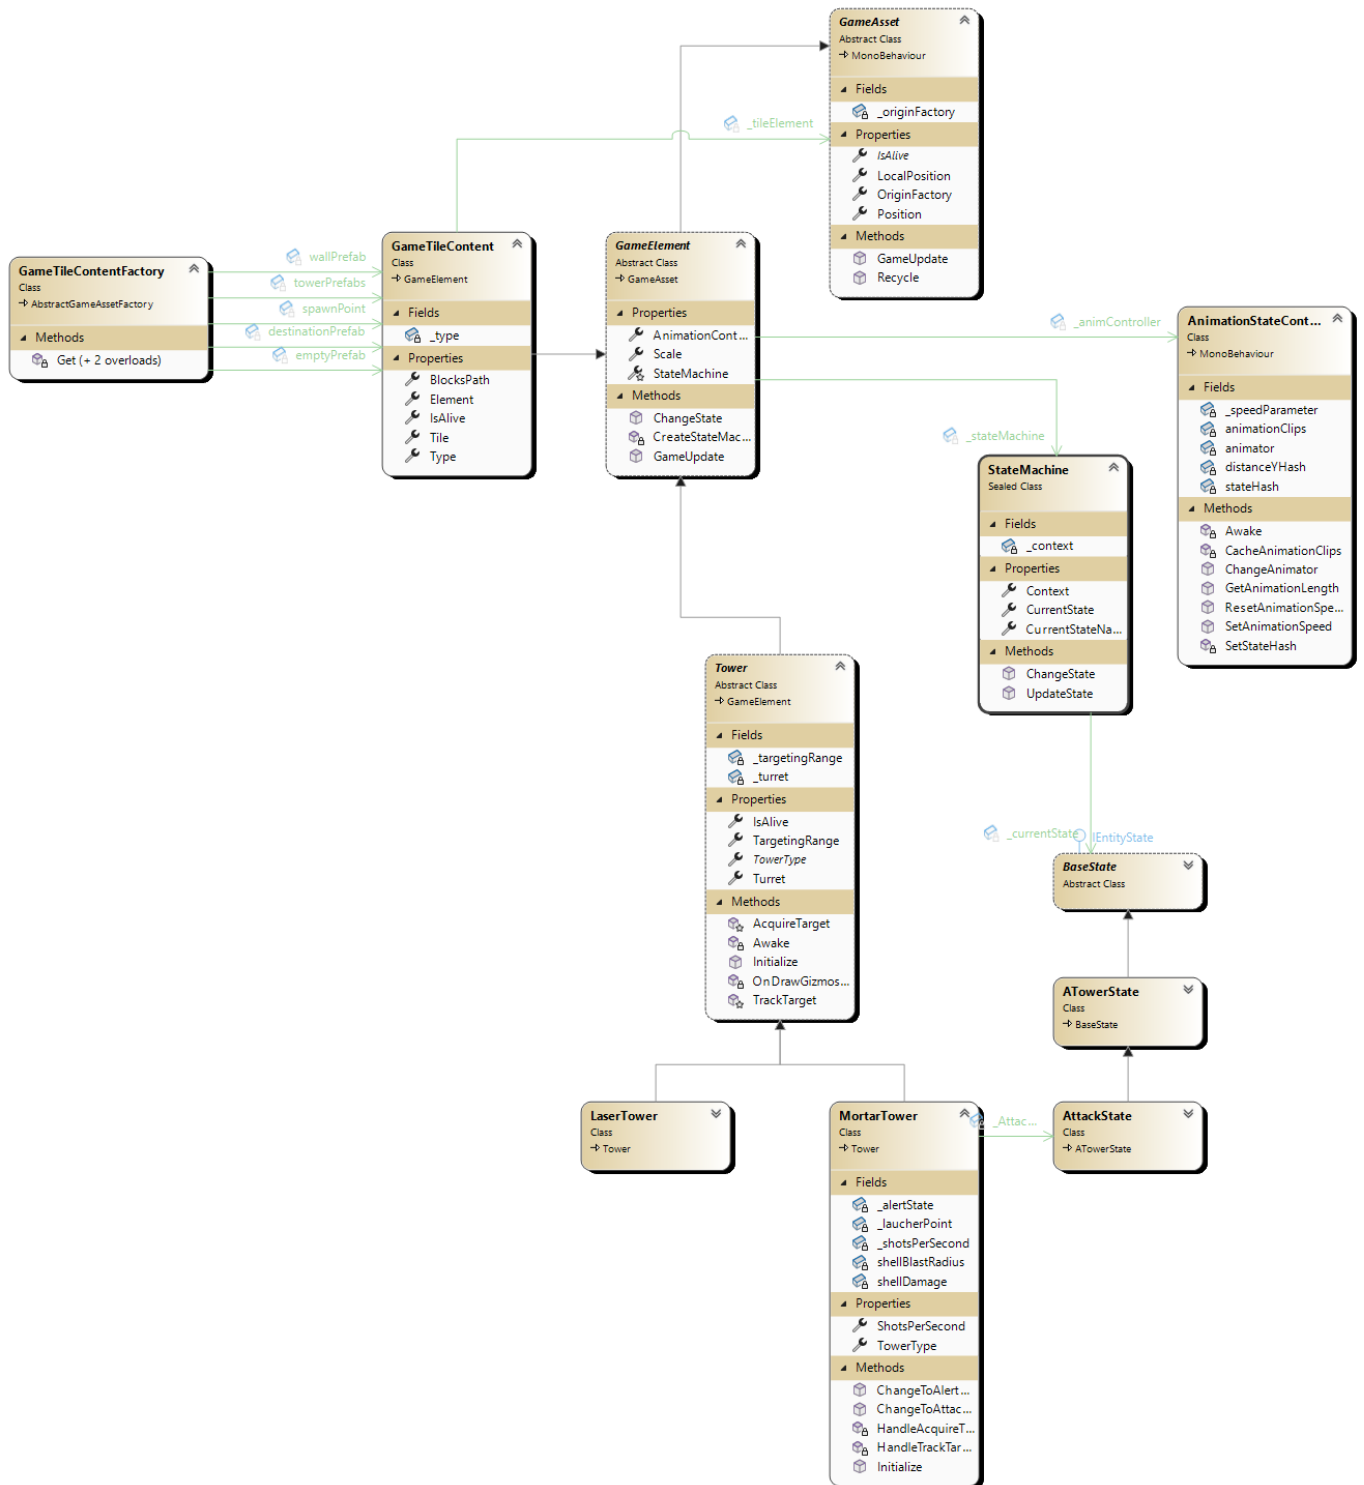 GameAsset
Abstract Class
MonoBehaviour
Fields
_originFactory
Properties
IsAlive
LocalPosition
OriginFactory
Position
Methods
GameUpdate
Recycle
_tileElement
GameTileContentFactory
Class
AbstractGameAssetFactory
Methods
Get (+ 2 overloads)
wallPrefab
towerPrefabs
spawnPoint
destinationPrefab
emptyPrefab
GameTileContent
Class
GameElement
Fields
_type
Properties
BlocksPath
Element
IsAlive
Tile
Type
GameElement
Abstract Class
GameAsset
Properties
AnimationCont...
Scale
StateMachine
Methods
ChangeState
CreateStateMac...
GameUpdate
_animController
_stateMachine
AnimationStateCont...
Class
MonoBehaviour
Fields
_speedParameter
animationClips
animator
distanceYHash
stateHash
Methods
Awake
CacheAnimationClips
ChangeAnimator
GetAnimationLength
ResetAnimationSpe...
SetAnimationSpeed
SetStateHash
StateMachine
Sealed Class
Fields
_context
Properties
Context
CurrentState
CurrentStateNa...
Methods
ChangeState
UpdateState
Tower
Abstract Class
GameElement
Fields
_targetingRange
_turret
Properties
IsAlive
TargetingRange
TowerType
Turret
Methods
AcquireTarget
Awake
Initialize
OnDrawGizmos...
TrackTarget
_currentState
IEntityState
BaseState
Abstract Class
ATowerState
Class
BaseState
LaserTower
Class
Tower
MortarTower
Class
Tower
Fields
_alertState
_laucherPoint
_shotsPerSecond
shellBlastRadius
shellDamage
Properties
ShotsPerSecond
TowerType
Methods
ChangeToAlert...
ChangeToAttac...
HandleAcquireT...
HandleTrackTar...
Initialize
_Attac...
AttackState
Class
ATowerState